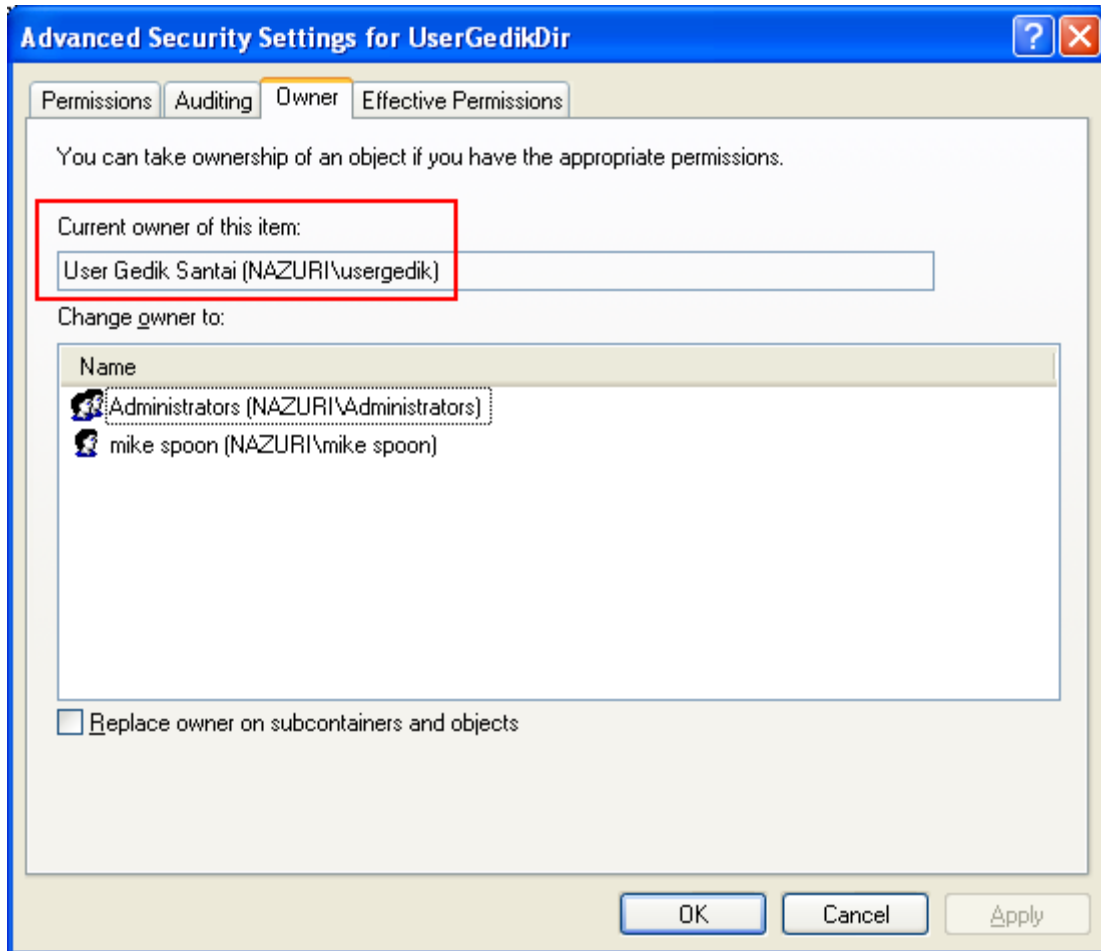 Advanced Security Settings for UserGedikDir
Permissions Auditing Owner Effective Permissions
You can take ownership of an object if you have the appropriate permissions.
Current owner of this item:
User Gedik Santai (NAZURI\usergedik)
Change owner to:
Name
Administrators (NAZURI\Administrators)
mike spoon (NAZURI\mike spoon)
Replace owner on subcontainers and objects
OK Cancel Apply